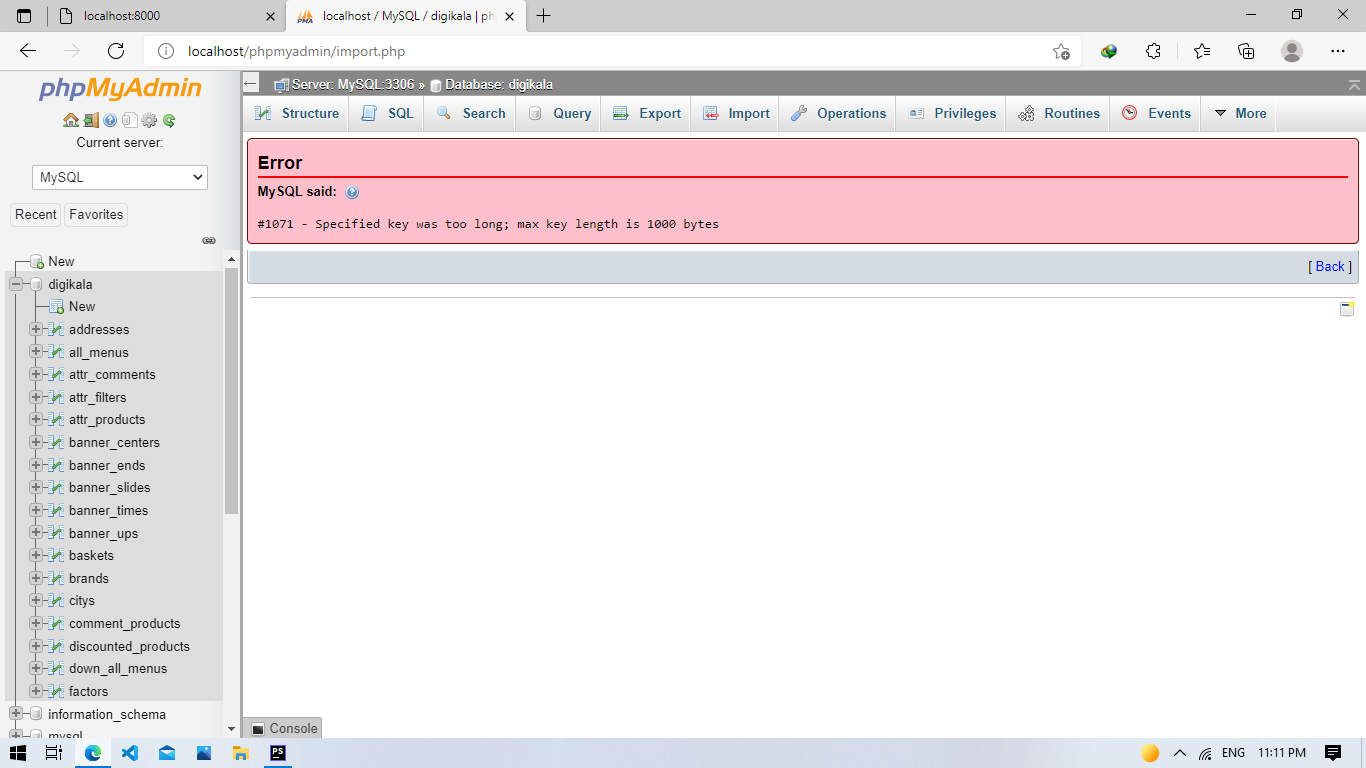 localhost:8000
localhost / MySQL / digikala | ph
localhost/phpmyadmin/import.php
phpMyAdmin
Current server:
MySQL
Recent
Favorites
New
digikala
New
addresses
all_menus
attr_comments
attr_filters
attr_products
banner_centers
banner_ends
banner_slides
banner_times
banner_ups
baskets
brands
citys
comment_products
discounted_products
down_all_menus
factors
information_schema
mysql
Server: MySQL:3306 » Database: digikala
Structure SQL Search Query Export Import Operations Privileges Routines Events More
Error
MySQL said:
#1071 - Specified key was too long; max key length is 1000 bytes
[ Back ]
Console
ENG 11:11 PM